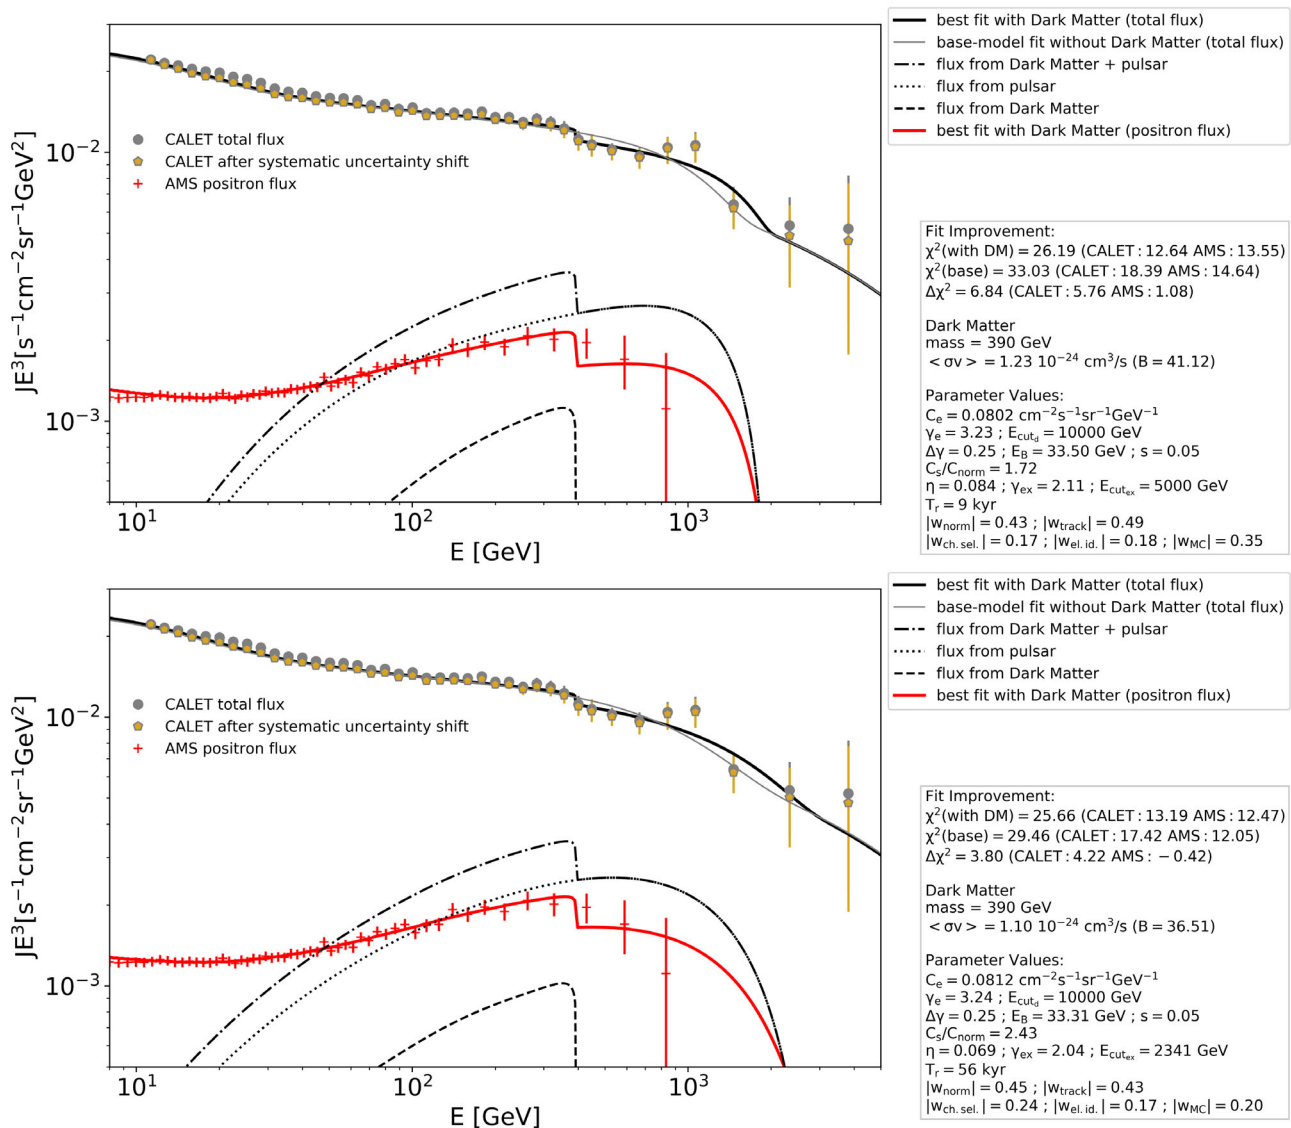 best fit with Dark Matter (total flux)
base-model fit without Dark Matter (total flux)
flux from Dark Matter + pulsar
flux from pulsar
flux from Dark Matter
best fit with Dark Matter (positron flux)
JE³[s⁻¹cm⁻²sr⁻¹GeV²]
10⁻²
10⁻³
CALET total flux
CALET after systematic uncertainty shift
AMS positron flux
10¹ 10² 10³
E [GeV]
Fit Improvement:
χ²(with DM) = 26.19 (CALET : 12.64 AMS : 13.55)
χ²(base) = 33.03 (CALET : 18.39 AMS : 14.64)
Δχ² = 6.84 (CALET : 5.76 AMS : 1.08)
Dark Matter
mass = 390 GeV
< σv > = 1.23 10⁻²⁴ cm³/s (B = 41.12)
Parameter Values:
Cₑ = 0.0802 cm⁻²s⁻¹sr⁻¹GeV⁻¹
γₑ = 3.23 ; E_cut_d = 10000 GeV
Δγ = 0.25 ; E_B = 33.50 GeV ; s = 0.05
C_s/C_norm = 1.72
η = 0.084 ; γ_ex = 2.11 ; E_cut_ex = 5000 GeV
T_r = 9 kyr
|w_norm| = 0.43 ; |w_track| = 0.49
|w_ch. sel.| = 0.17 ; |w_el. id.| = 0.18 ; |w_MC| = 0.35
best fit with Dark Matter (total flux)
base-model fit without Dark Matter (total flux)
flux from Dark Matter + pulsar
flux from pulsar
flux from Dark Matter
best fit with Dark Matter (positron flux)
JE³[s⁻¹cm⁻²sr⁻¹GeV²]
10⁻²
10⁻³
CALET total flux
CALET after systematic uncertainty shift
AMS positron flux
10¹ 10² 10³
E [GeV]
Fit Improvement:
χ²(with DM) = 25.66 (CALET : 13.19 AMS : 12.47)
χ²(base) = 29.46 (CALET : 17.42 AMS : 12.05)
Δχ² = 3.80 (CALET : 4.22 AMS : − 0.42)
Dark Matter
mass = 390 GeV
< σv > = 1.10 10⁻²⁴ cm³/s (B = 36.51)
Parameter Values:
Cₑ = 0.0812 cm⁻²s⁻¹sr⁻¹GeV⁻¹
γₑ = 3.24 ; E_cut_d = 10000 GeV
Δγ = 0.25 ; E_B = 33.31 GeV ; s = 0.05
C_s/C_norm = 2.43
η = 0.069 ; γ_ex = 2.04 ; E_cut_ex = 2341 GeV
T_r = 56 kyr
|w_norm| = 0.45 ; |w_track| = 0.43
|w_ch. sel.| = 0.24 ; |w_el. id.| = 0.17 ; |w_MC| = 0.20